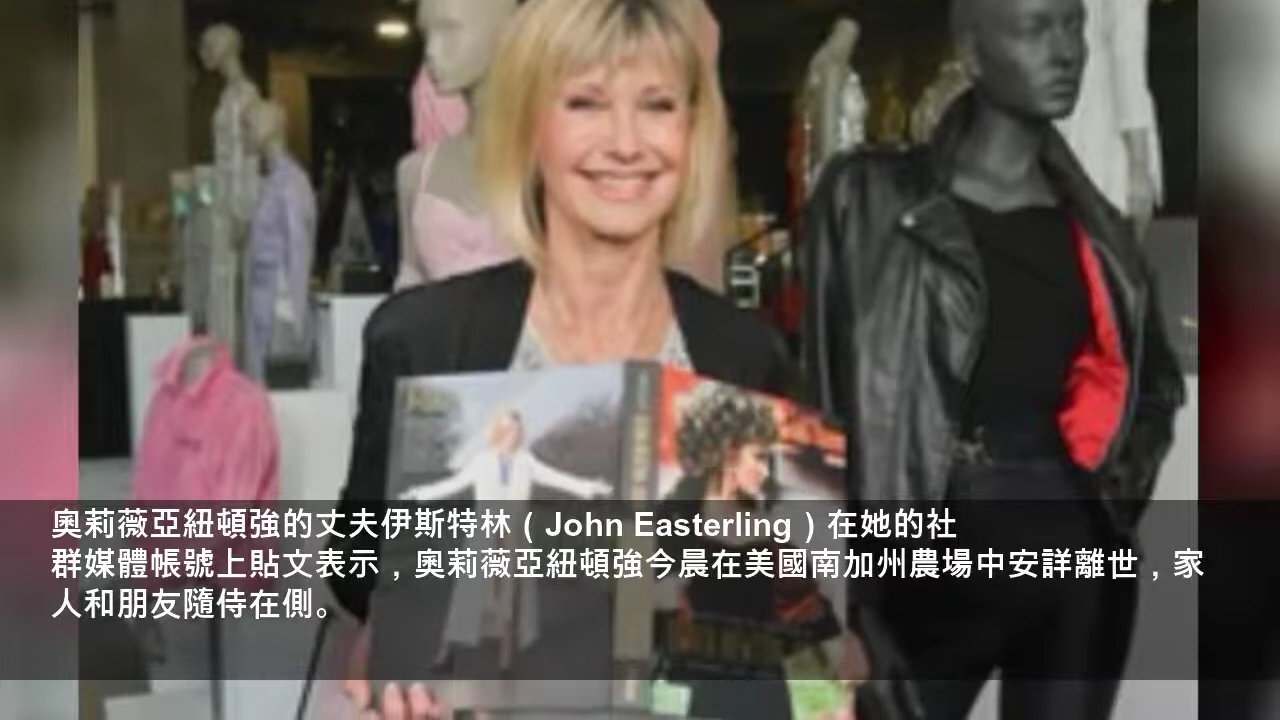 奧莉薇亞紐頓強的丈夫伊斯特林（John Easterling）在她的社
群媒體帳號上貼文表示，奧莉薇亞紐頓強今晨在美國南加州農場中安詳離世，家
人和朋友隨侍在側。